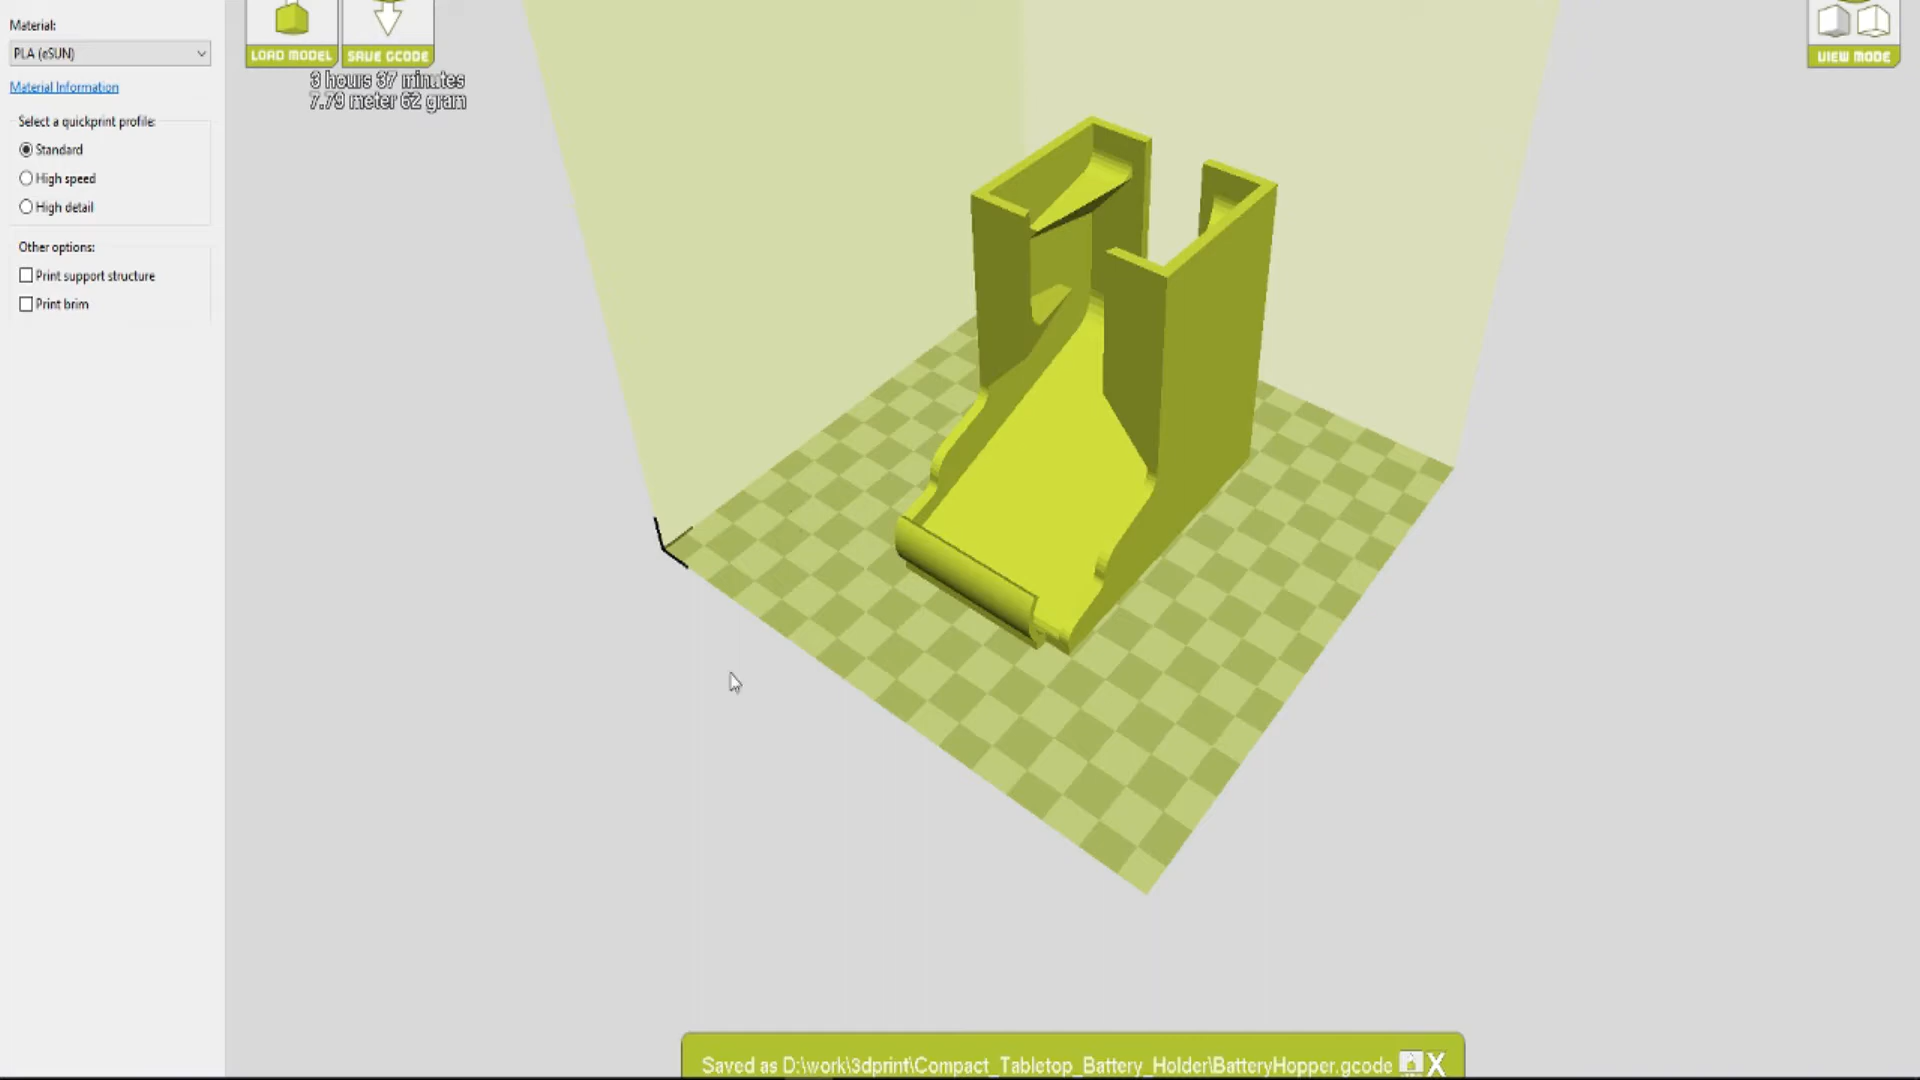 Material:
PLA (eSUN)
Material Information
Select a quickprint profile:
Standard
High speed
High detail
Other options:
Print support structure
Print brim
LOAD MODEL
SAVE GCODE
3 hours 37 minutes
7.79 meter 62 gram
VIEW MODE
Saved as D:\work\3dprint\Compact_Tabletop_Battery_Holder\BatteryHopper.gcode X